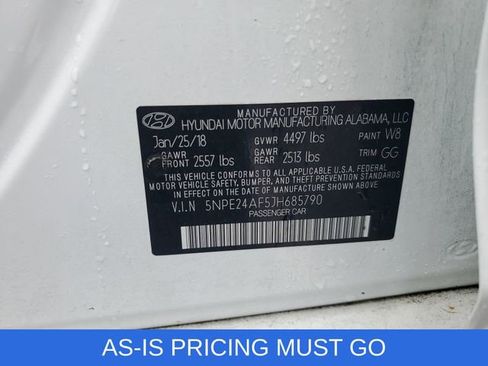 MANUFACTURED BY
HYUNDAI MOTOR MANUFACTURING ALABAMA, LLC
Jan/25/18 GVWR 4497 lbs PAINT W8
GAWR FRONT 2557 lbs GAWR REAR 2513 lbs TRIM GG
THIS VEHICLE CONFORMS TO ALL APPLICABLE U.S.A FEDERAL
MOTOR VEHICLE SAFETY, BUMPER, AND THEFT PREVENTION STANDARDS
IN EFFECT ON THE DATE OF MANUFACTURE SHOWN ABOVE.
V.I.N 5NPE24AF5JH685790
PASSENGER CAR
AS-IS PRICING MUST GO